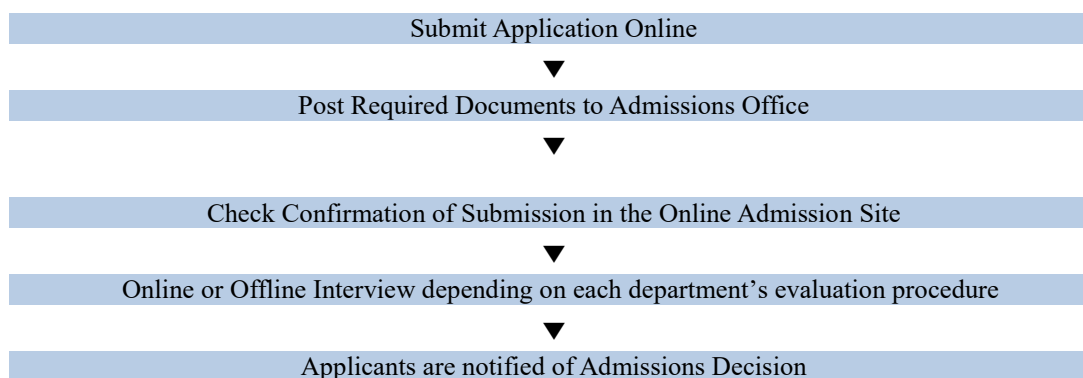 Submit Application Online
Post Required Documents to Admissions Office
Check Confirmation of Submission in the Online Admission Site
Online or Offline Interview depending on each department’s evaluation procedure
Applicants are notified of Admissions Decision